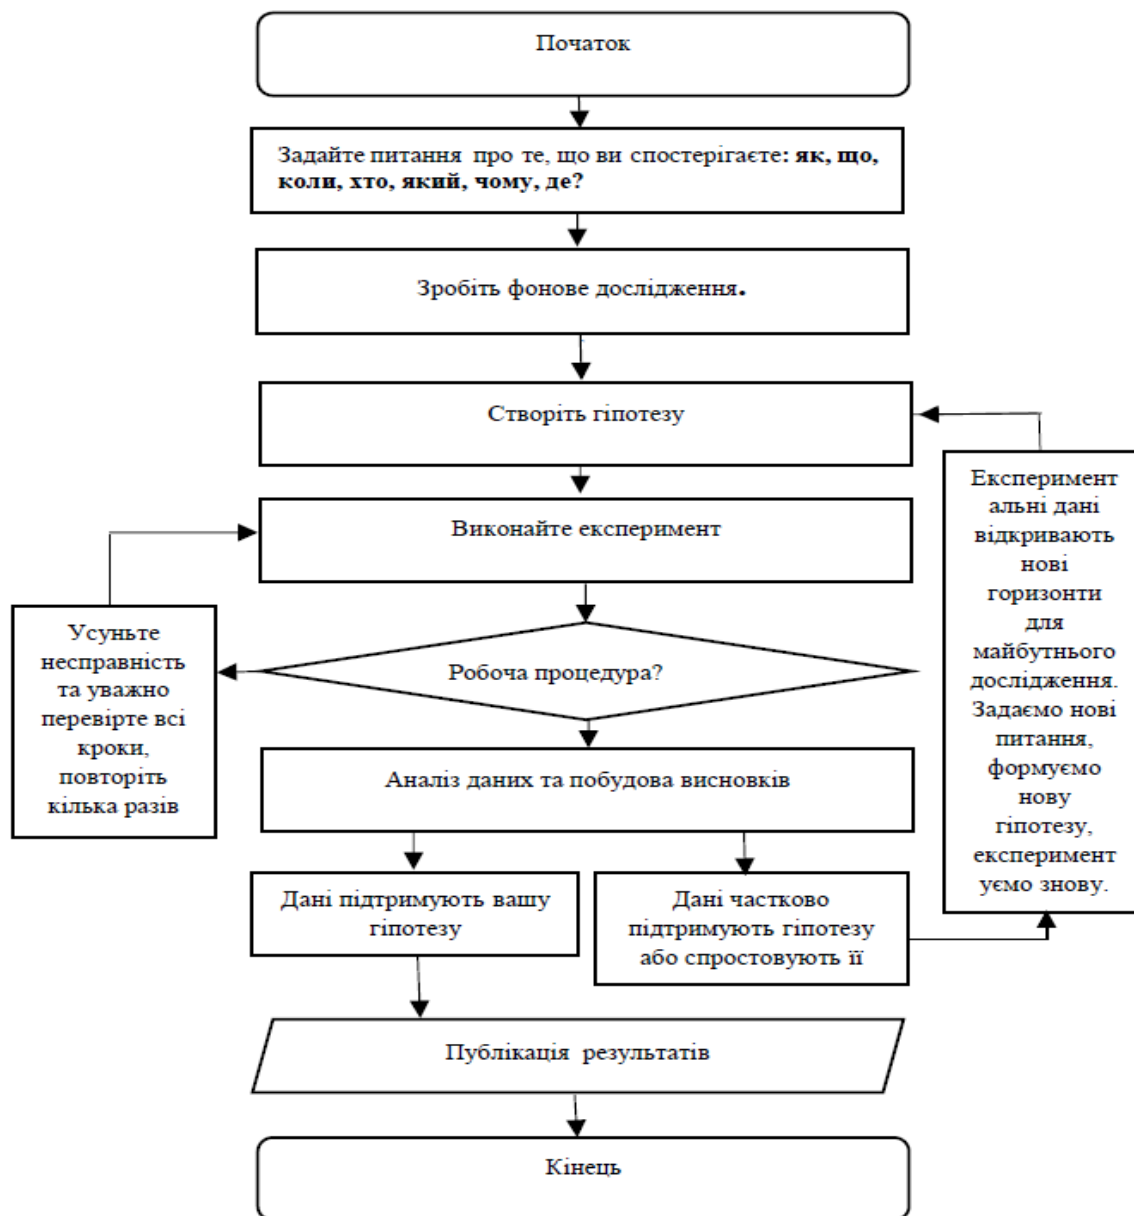 Початок
Задайте питання про те, що ви спостерігаєте: як, що,
коли, хто, який, чому, де?
Зробіть фонове дослідження.
Створіть гіпотезу
Виконайте експеримент
Робоча процедура?
Усуньте
несправність
та уважно
перевірте всі
кроки,
повторіть
кілька разів
Аналіз даних та побудова висновків
Дані підтримують вашу
гіпотезу
Дані частково
підтримують гіпотезу
або спростовують її
Експеримент
альні дані
відкривають
нові
горизонти
для
майбутнього
дослідження.
Задаємо нові
питання,
формуємо
нову
гіпотезу,
експеримент
уємо знову.
Публікація результатів
Кінець